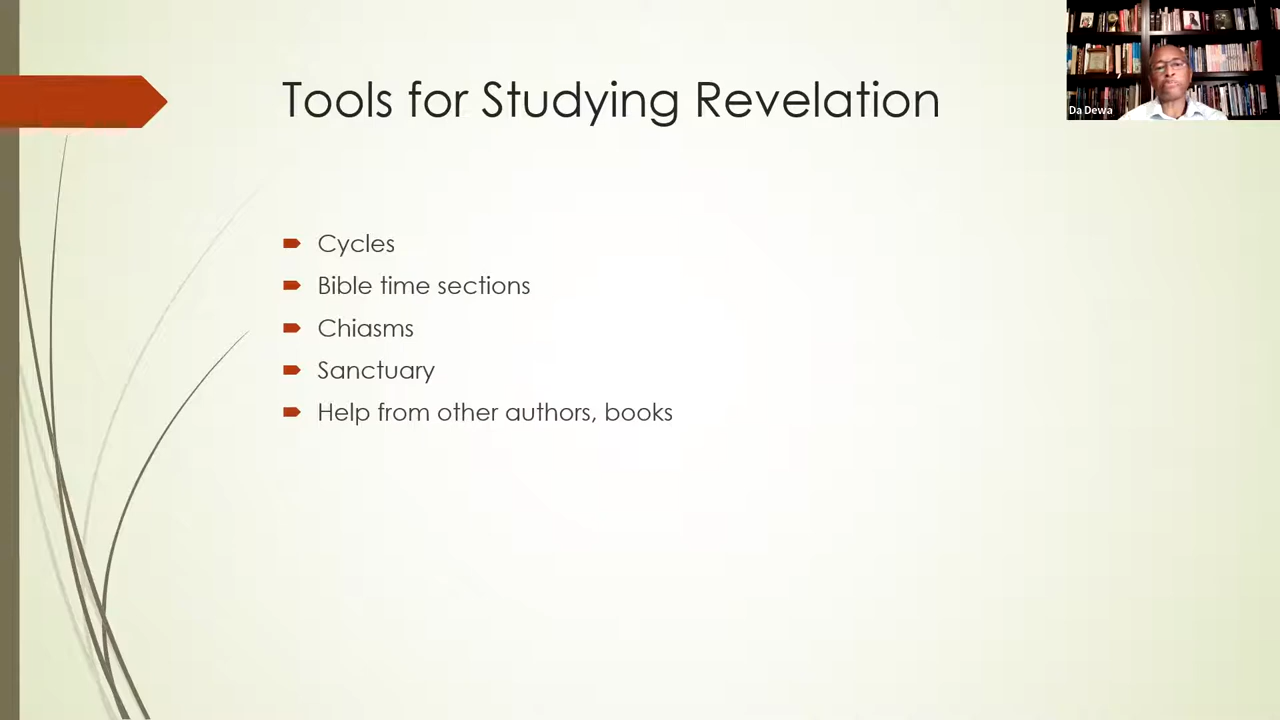 Tools for Studying Revelation
Da Dewa
Cycles
Bible time sections
Chiasms
Sanctuary
Help from other authors, books